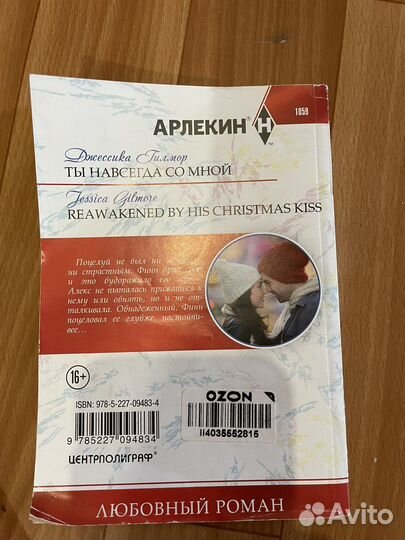 1059
АРЛЕКИН®
H
TM
Джессика Гилмор
ТЫ НАВСЕГДА СО МНОЙ
Jessica Gilmore
REAWAKENED BY HIS CHRISTMAS KISS
Поцелуй не был ни
ни страстным. Финн
и это будоражило ее
Алекс не пыталась прижаться к
нему или обнять, но и не от-
талкивала. Обнадеженный, Финн
поцеловал ее глубже, настойчи-
вее...
16+
ISBN: 978-5-227-09483-4
9 785227 094834
ЦЕНТРПОЛИГРАФ®
OZON
ii4035552815
ЛЮБОВНЫЙ РОМАН
Avito